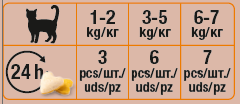 1-2 3-5 6-7
kg/кг kg/кг kg/кг
24h 3 6 7
pcs/шт./ pcs/шт./ pcs/шт./
uds/pz uds/pz uds/pz